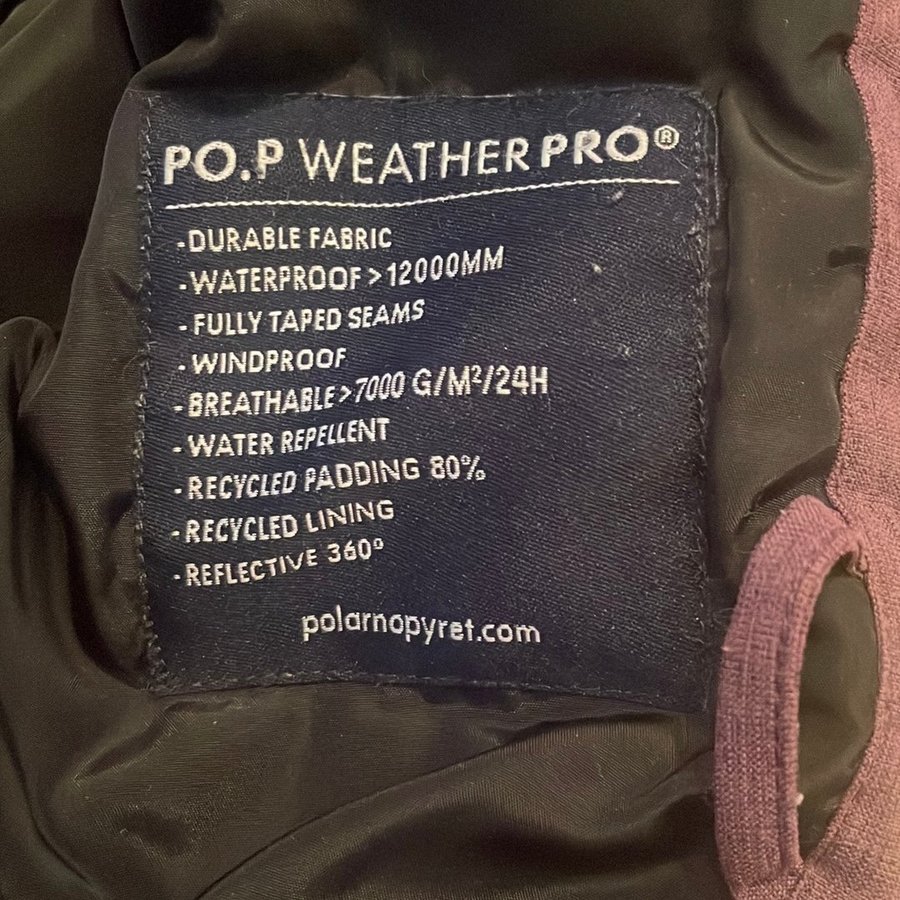 PO.P WEATHERPRO®
-DURABLE FABRIC
-WATERPROOF>12000MM
-FULLY TAPED SEAMS
-WINDPROOF
-BREATHABLE>7000 G/M²/24H
-WATER REPELLENT
-RECYCLED PADDING 80%
-RECYCLED LINING
-REFLECTIVE 360°
polarnopyret.com